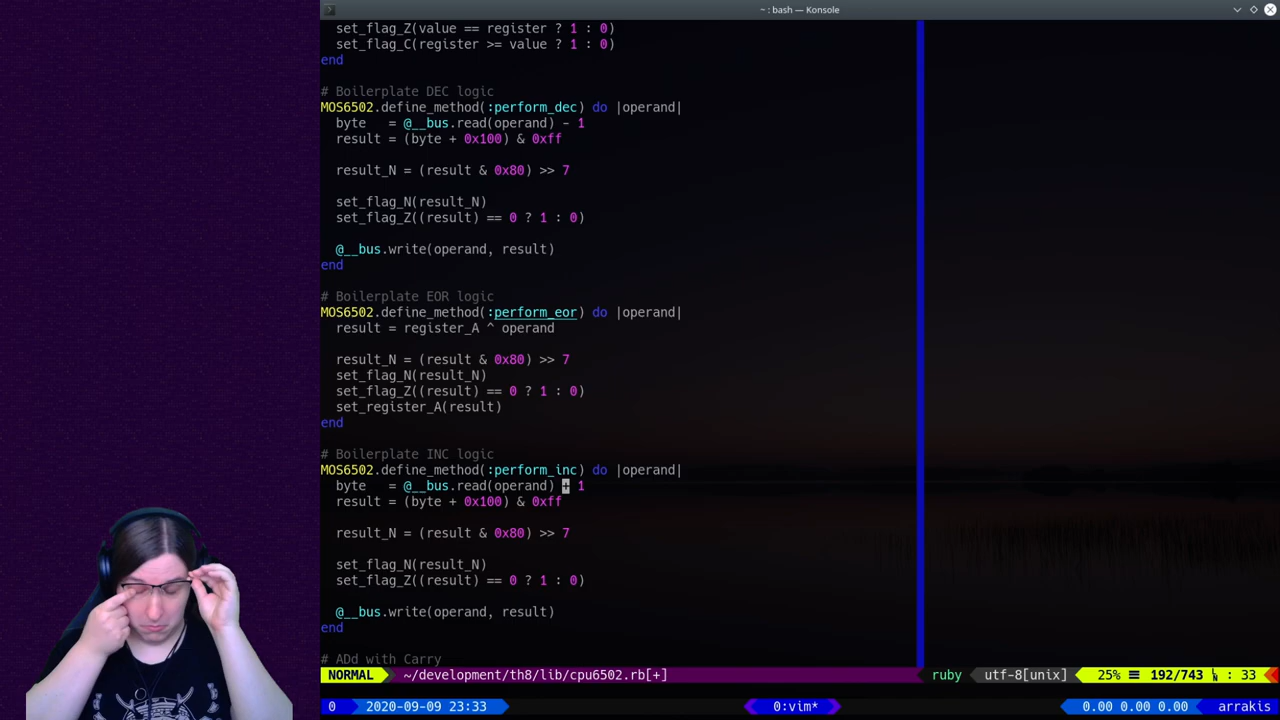 ~ : bash — Konsole
set_flag_Z(value == register ? 1 : 0)
set_flag_C(register >= value ? 1 : 0)
end
# Boilerplate DEC logic
MOS6502.define_method(:perform_dec) do |operand|
byte   = @__bus.read(operand) - 1
result = (byte + 0x100) & 0xff
result_N = (result & 0x80) >> 7
set_flag_N(result_N)
set_flag_Z((result) == 0 ? 1 : 0)
@__bus.write(operand, result)
end
# Boilerplate EOR logic
MOS6502.define_method(:perform_eor) do |operand|
result = register_A ^ operand
result_N = (result & 0x80) >> 7
set_flag_N(result_N)
set_flag_Z((result) == 0 ? 1 : 0)
set_register_A(result)
end
# Boilerplate INC logic
MOS6502.define_method(:perform_inc) do |operand|
byte   = @__bus.read(operand) + 1
result = (byte + 0x100) & 0xff
result_N = (result & 0x80) >> 7
set_flag_N(result_N)
set_flag_Z((result) == 0 ? 1 : 0)
@__bus.write(operand, result)
end
# ADd with Carry
NORMAL ~/development/th8/lib/cpu6502.rb[+] ruby utf-8[unix] 25% ≡ 192/743 : 33
0 2020-09-09 23:33 0:vim* 0.00 0.00 0.00 arrakis